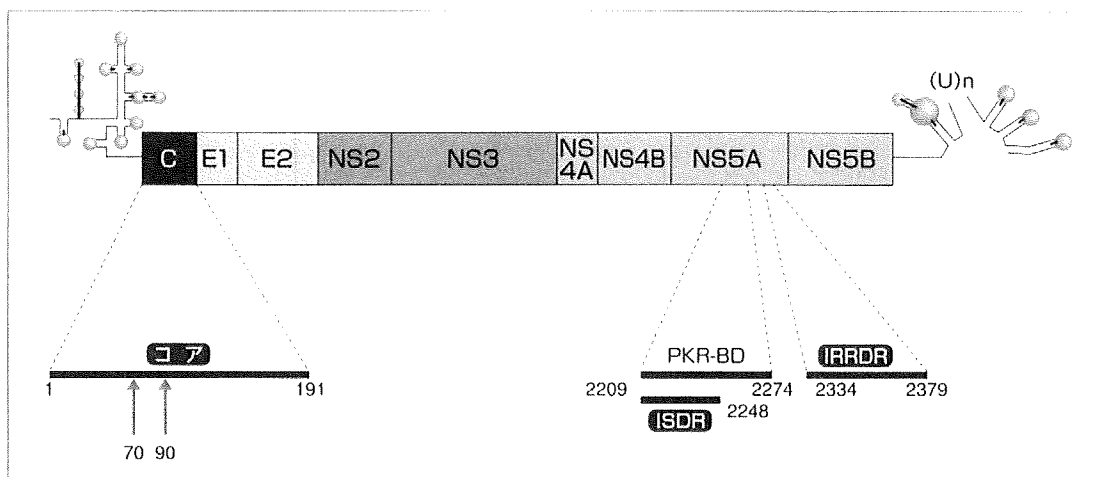 (U)n
C E1 E2 NS2 NS3 NS 4A NS4B NS5A NS5B
コア
1 191
70 90
PKR-BD
2209 2274
ISDR
2248
IRRDR
2334 2379